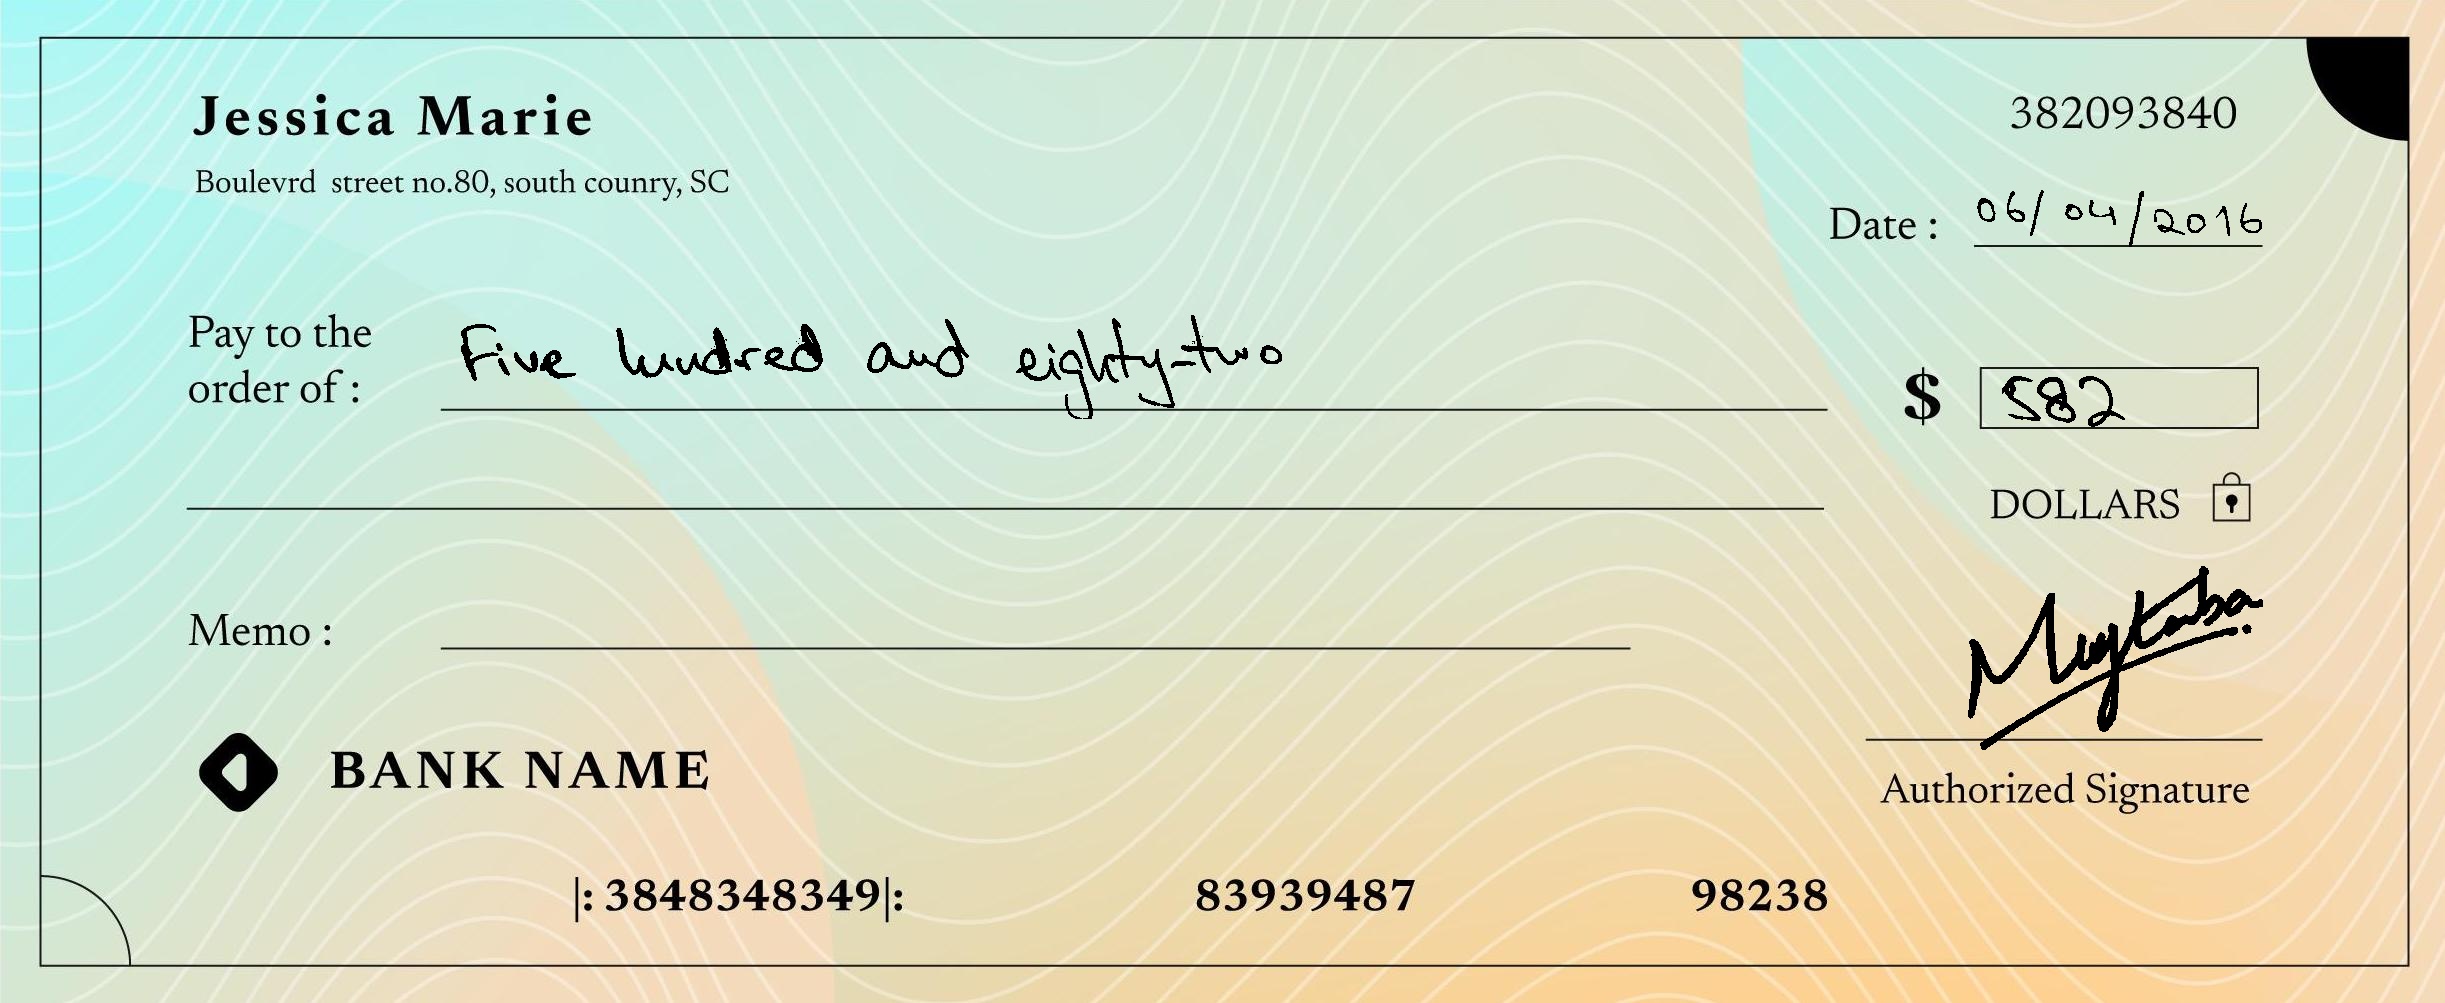 Jessica Marie
382093840
Boulevrd street no.80, south counry, SC
Date : 06/04/2016
Pay to the
order of : Five hundred and eighty-two
$ 582
DOLLARS
Memo :
BANK NAME
Authorized Signature
|: 3848348349|: 83939487 98238